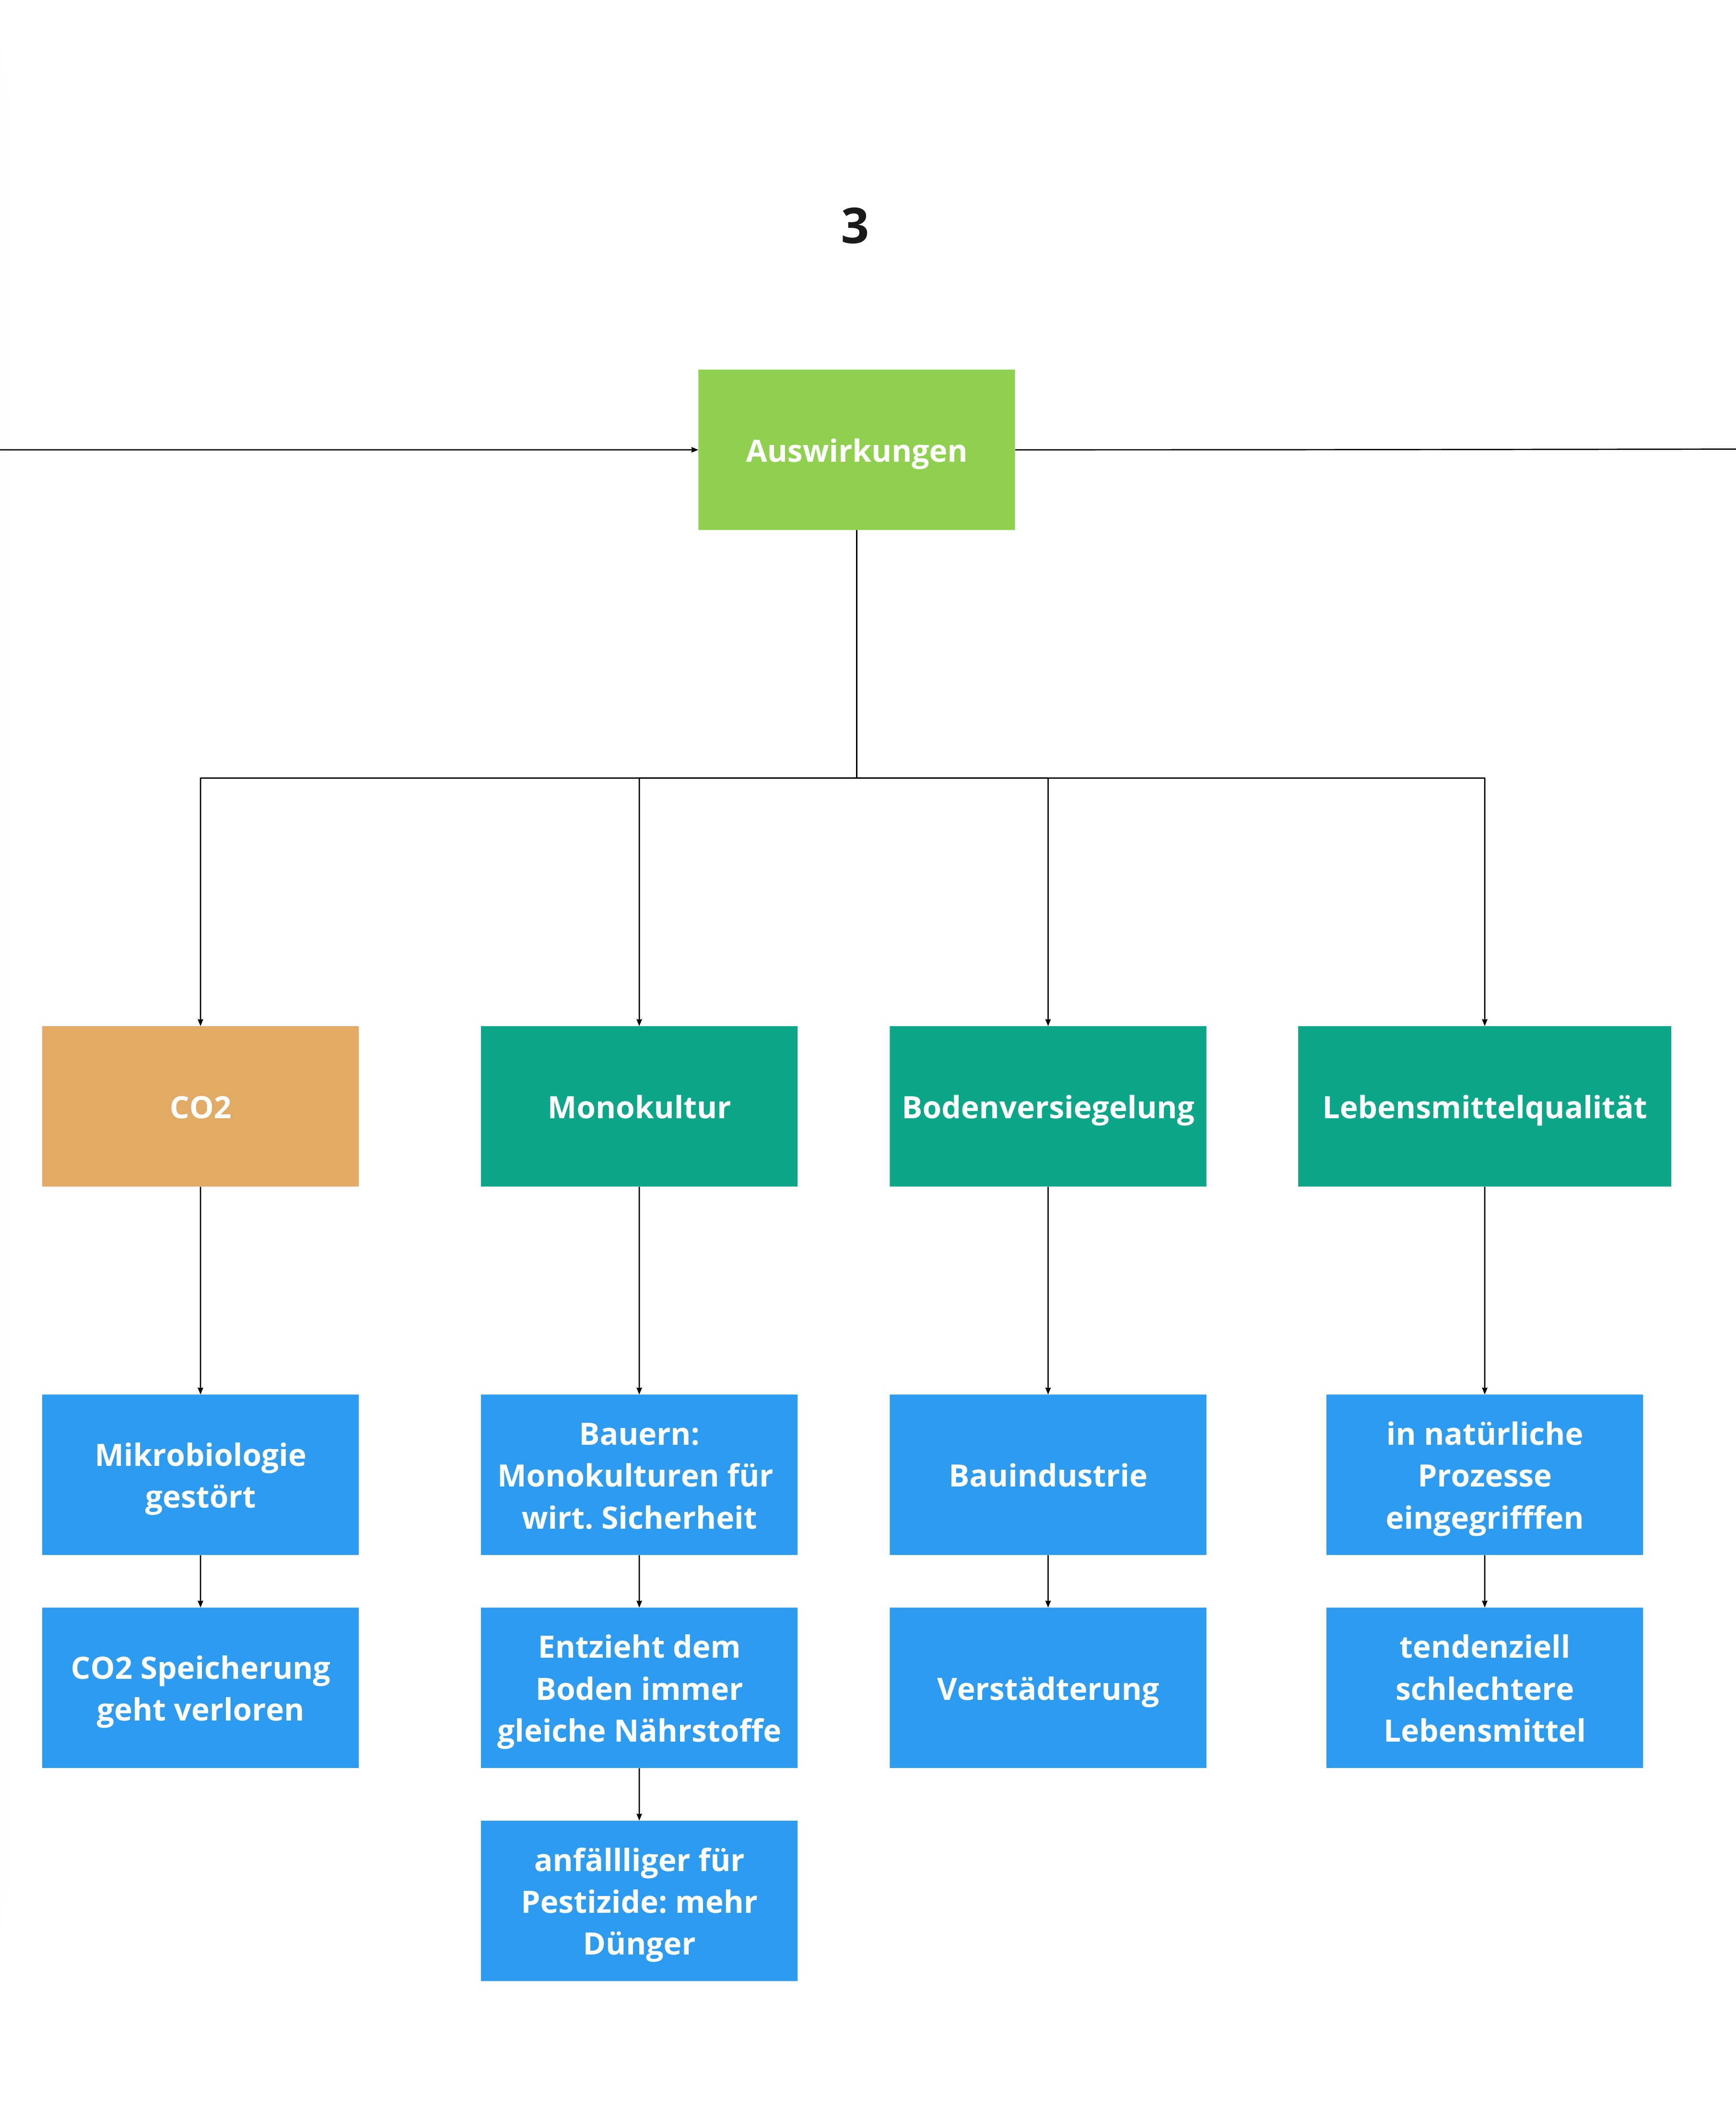 3
Auswirkungen
CO2
Monokultur
Bodenversiegelung
Lebensmittelqualität
Mikrobiologie
gestört
Bauern:
Monokulturen für
wirt. Sicherheit
Bauindustrie
in natürliche
Prozesse
eingegrifffen
CO2 Speicherung
geht verloren
Entzieht dem
Boden immer
gleiche Nährstoffe
Verstädterung
tendenziell
schlechtere
Lebensmittel
anfällliger für
Pestizide: mehr
Dünger